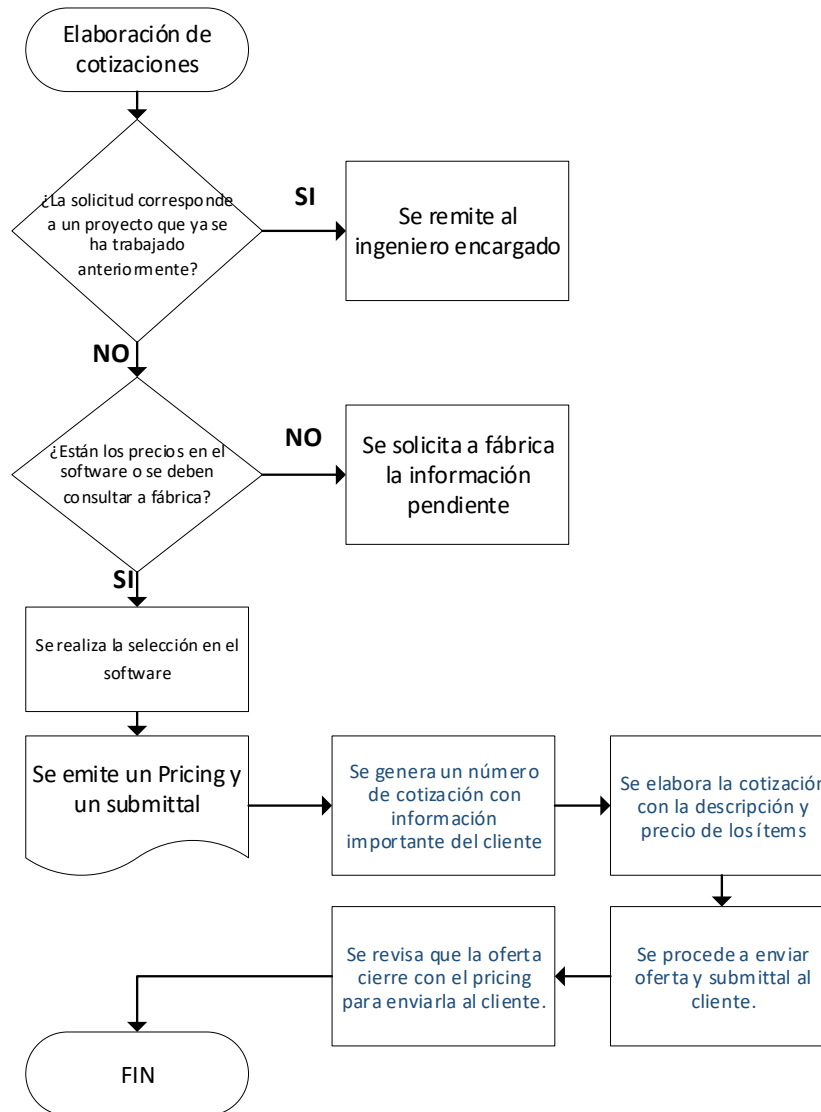 Elaboración de
cotizaciones
¿La solicitud corresponde
a un proyecto que ya se
ha trabajado
anteriormente?
SI
Se remite al
ingeniero encargado
NO
¿Están los precios en el
software o se deben
consultar a fábrica?
NO
Se solicita a fábrica
la información
pendiente
SI
Se realiza la selección en el
software
Se emite un Pricing y
un submittal
Se genera un número
de cotización con
información
importante del cliente
Se elabora la cotización
con la descripción y
precio de los ítems
Se procede a enviar
oferta y submittal al
cliente.
Se revisa que la oferta
cierre con el pricing
para enviarla al cliente.
FIN